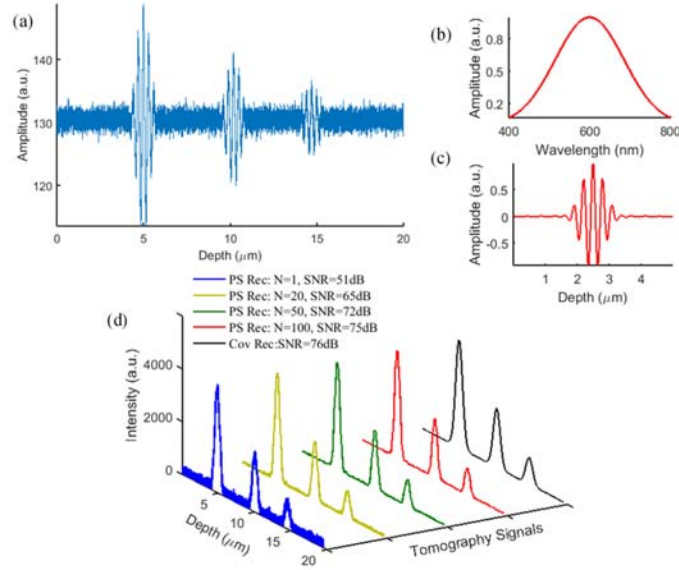 (a)
140
130
120
Amplitude (a.u.)
0 5 10 15 20
Depth (μm)
(b)
0.8
0.5
0.2
Amplitude (a.u.)
400 600 800
Wavelength (nm)
(c)
0.5
0
-0.5
Amplitude (a.u.)
1 2 3 4
Depth (μm)
(d)
PS Rec: N=1, SNR=51dB
PS Rec: N=20, SNR=65dB
PS Rec: N=50, SNR=72dB
PS Rec: N=100, SNR=75dB
Cov Rec:SNR=76dB
4000
2000
0
Intensity (a.u.)
5
10
15
20
Depth (μm)
Tomography Signals